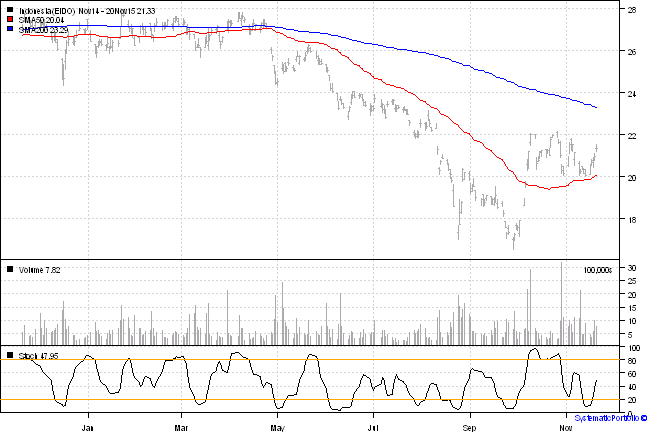 Indonesia(EIDO) Nov14 - 20Nov15 21.33
SMA50 20.04
SMA200 23.29
28
26
24
22
20
18
Volume 7.82
100,000s
30
25
20
15
10
5
Stoch 47.95
100
80
60
40
20
0
Jan Mar May Jul Sep Nov
SystematicPortfolio ©